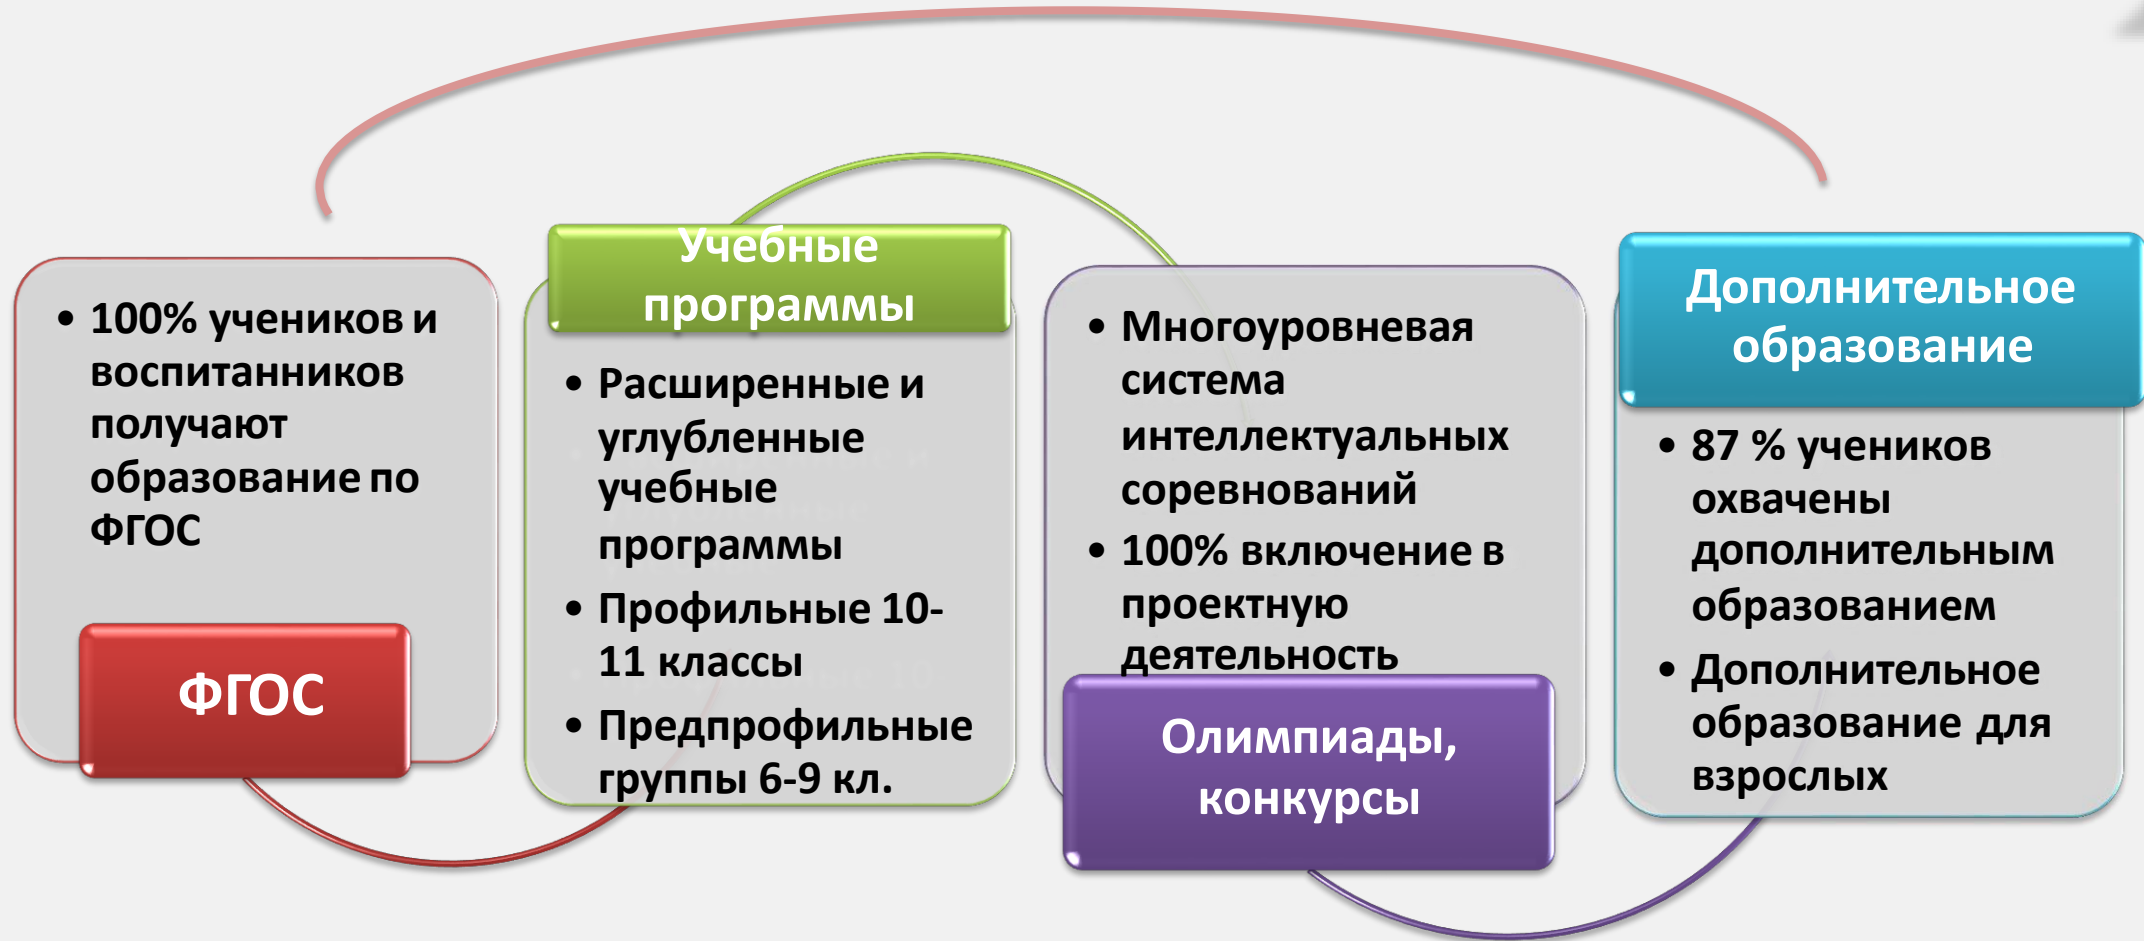 • 100% учеников и
воспитанников
получают
образование по
ФГОС
ФГОС
Учебные
программы
• Расширенные и
углубленные
учебные
программы
• Профильные 10-
11 классы
• Предпрофильные
группы 6-9 кл.
• Многоуровневая
система
интеллектуальных
соревнований
• 100% включение в
проектную
деятельность
Олимпиады,
конкурсы
Дополнительное
образование
• 87 % учеников
охвачены
дополнительным
образованием
• Дополнительное
образование для
взрослых